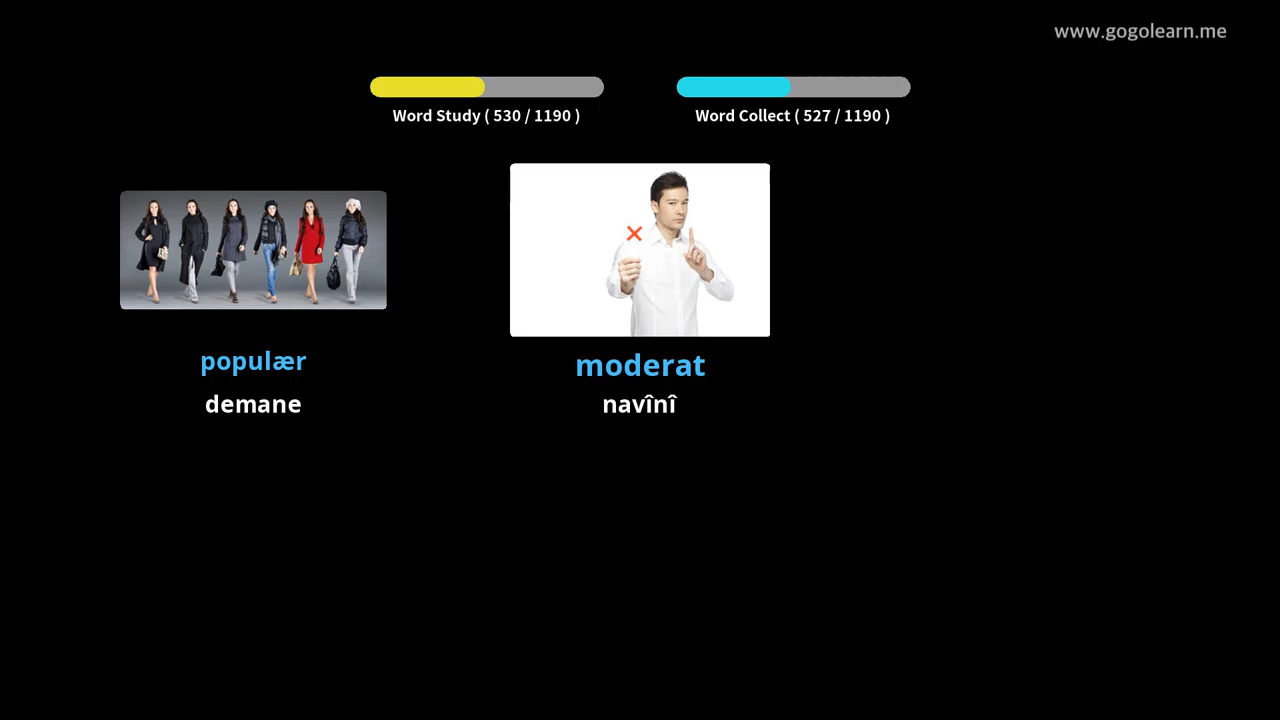 www.gogolearn.me
Word Study ( 530 / 1190 )
Word Collect ( 527 / 1190 )
populær
demane
moderat
navînî